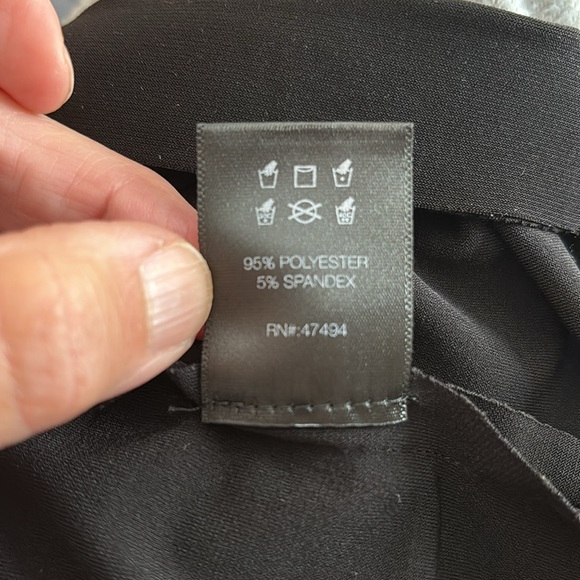 95% POLYESTER
5% SPANDEX
RN#:47494